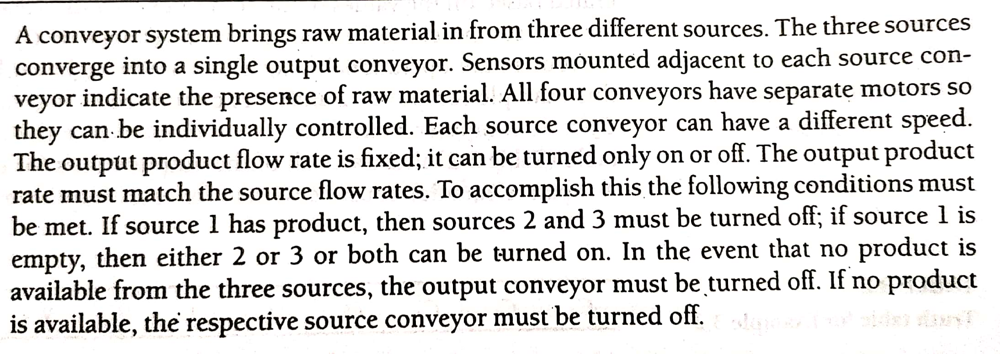 A conveyor system brings raw material in from three different sources. The three sources
converge into a single output conveyor. Sensors mounted adjacent to each source con-
veyor indicate the presence of raw material. All four conveyors have separate motors so
they can be individually controlled. Each source conveyor can have a different speed.
The output product flow rate is fixed; it can be turned only on or off. The output product
rate must match the source flow rates. To accomplish this the following conditions must
be met. If source 1 has product, then sources 2 and 3 must be turned off; if source 1 is
empty, then either 2 or 3 or both can be turned on. In the event that no product is
available from the three sources, the output conveyor must be turned off. If no product
is available, the respective source conveyor must be turned off.